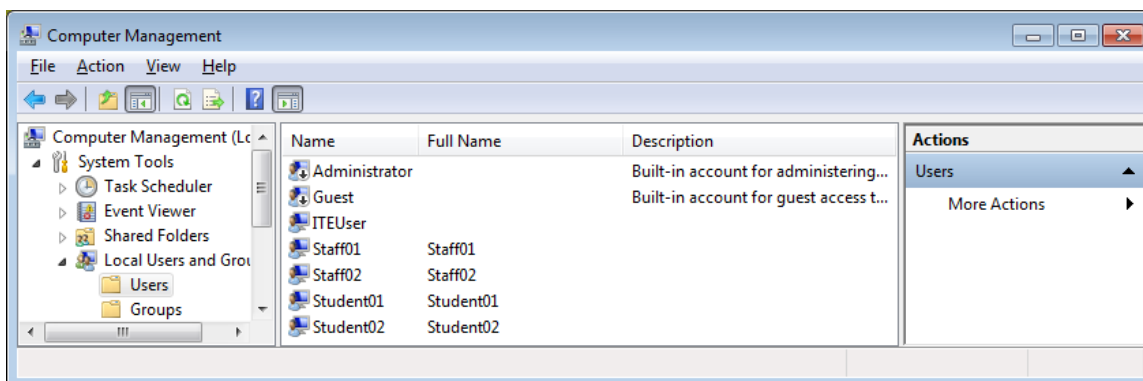 Computer Management
File Action View Help
Computer Management (Lc
System Tools
Task Scheduler
Event Viewer
Shared Folders
Local Users and Grou
Users
Groups
Name Full Name Description
Administrator Built-in account for administering...
Guest Built-in account for guest access t...
ITEUser
Staff01 Staff01
Staff02 Staff02
Student01 Student01
Student02 Student02
Actions
Users
More Actions